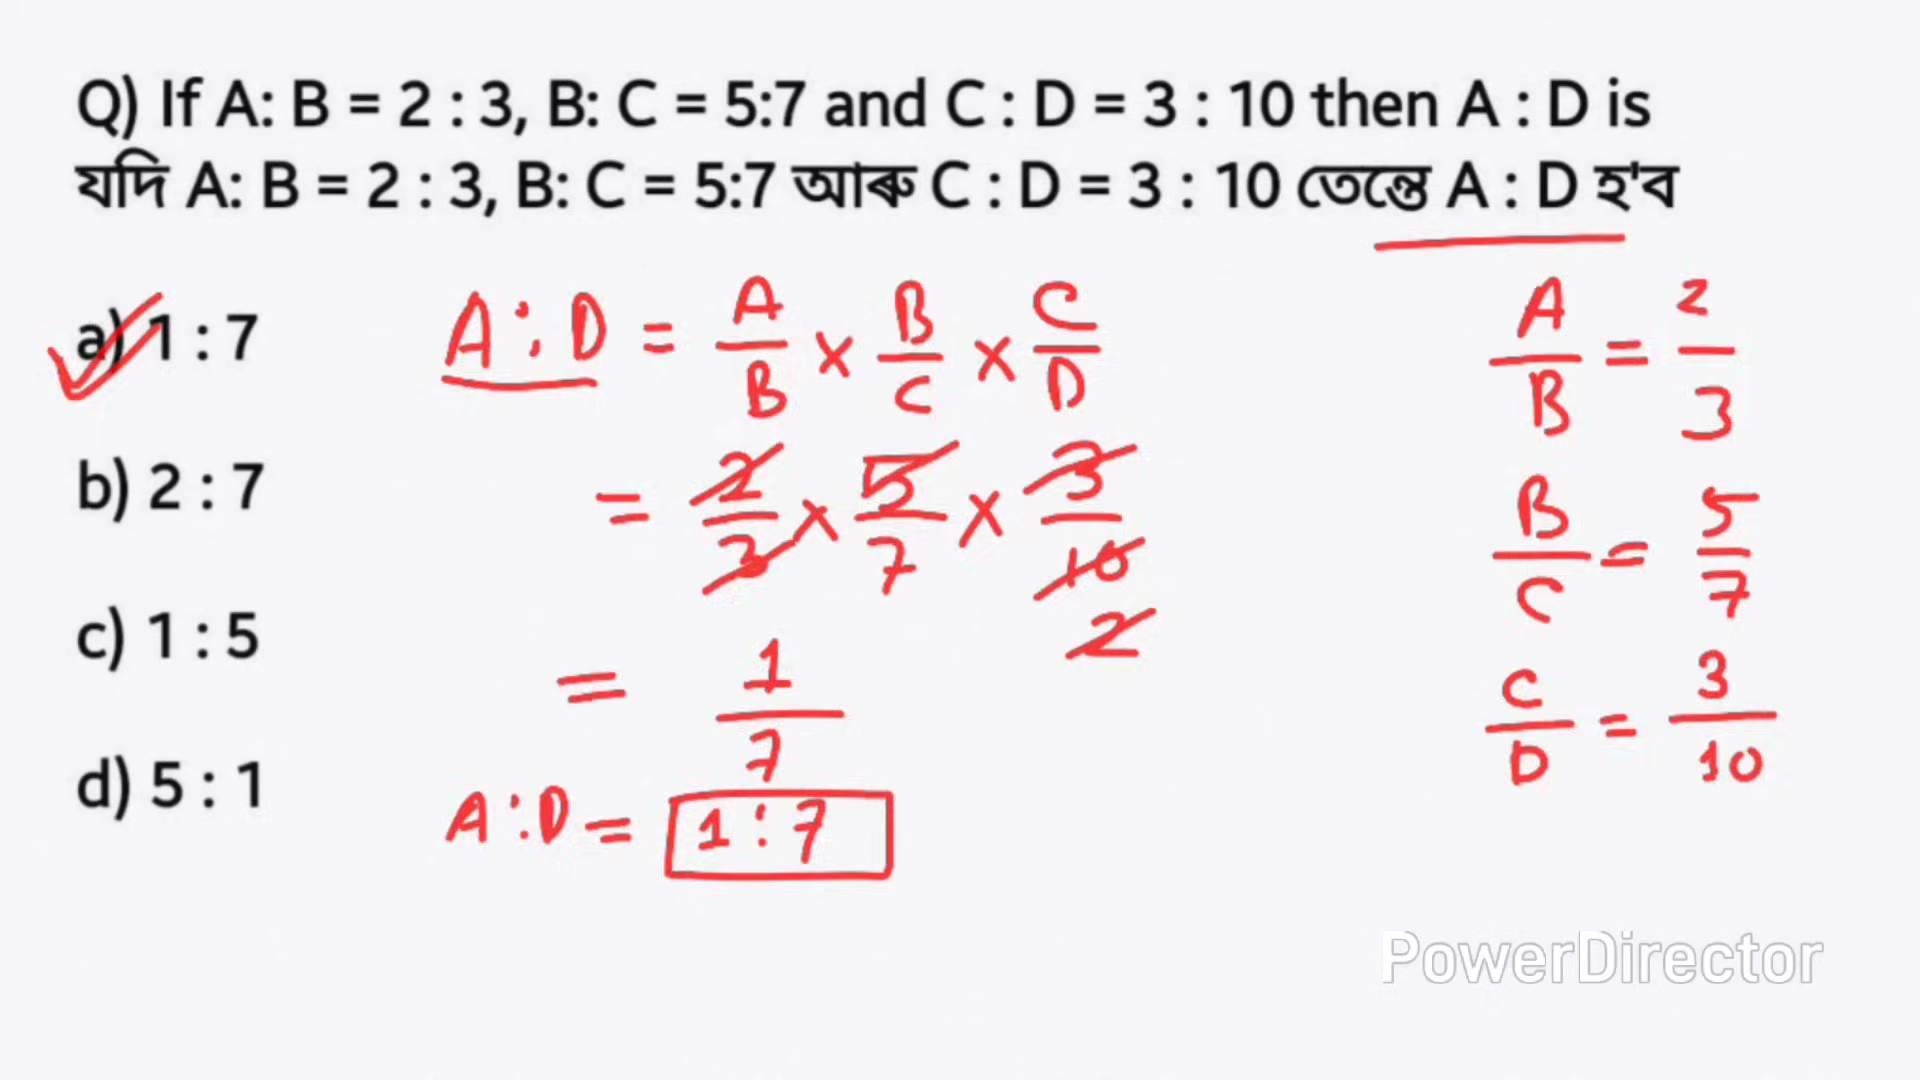 Q) If A: B = 2 : 3, B: C = 5:7 and C : D = 3 : 10 then A : D is
যদি A: B = 2 : 3, B: C = 5:7 আৰু C : D = 3 : 10 তেন্তে A : D হ'ব
a) 1 : 7
b) 2 : 7
c) 1 : 5
d) 5 : 1
A : D = A/B × B/C × C/D
= 2/3 × 5/7 × 3/10
2
= 1/7
A : D = 1 : 7
A/B = 2/3
B/C = 5/7
C/D = 3/10
PowerDirector